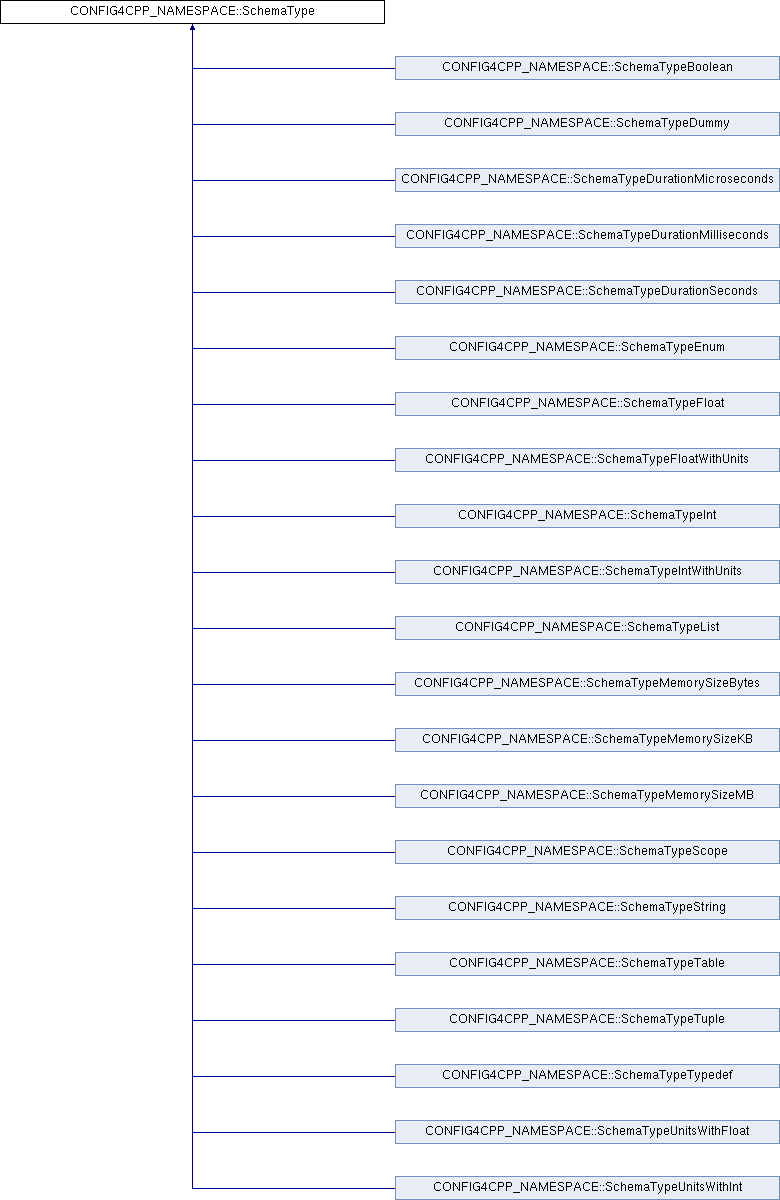 CONFIG4CPP_NAMESPACE::SchemaType
CONFIG4CPP_NAMESPACE::SchemaTypeBoolean
CONFIG4CPP_NAMESPACE::SchemaTypeDummy
CONFIG4CPP_NAMESPACE::SchemaTypeDurationMicroseconds
CONFIG4CPP_NAMESPACE::SchemaTypeDurationMilliseconds
CONFIG4CPP_NAMESPACE::SchemaTypeDurationSeconds
CONFIG4CPP_NAMESPACE::SchemaTypeEnum
CONFIG4CPP_NAMESPACE::SchemaTypeFloat
CONFIG4CPP_NAMESPACE::SchemaTypeFloatWithUnits
CONFIG4CPP_NAMESPACE::SchemaTypeInt
CONFIG4CPP_NAMESPACE::SchemaTypeIntWithUnits
CONFIG4CPP_NAMESPACE::SchemaTypeList
CONFIG4CPP_NAMESPACE::SchemaTypeMemorySizeBytes
CONFIG4CPP_NAMESPACE::SchemaTypeMemorySizeKB
CONFIG4CPP_NAMESPACE::SchemaTypeMemorySizeMB
CONFIG4CPP_NAMESPACE::SchemaTypeScope
CONFIG4CPP_NAMESPACE::SchemaTypeString
CONFIG4CPP_NAMESPACE::SchemaTypeTable
CONFIG4CPP_NAMESPACE::SchemaTypeTuple
CONFIG4CPP_NAMESPACE::SchemaTypeTypedef
CONFIG4CPP_NAMESPACE::SchemaTypeUnitsWithFloat
CONFIG4CPP_NAMESPACE::SchemaTypeUnitsWithInt